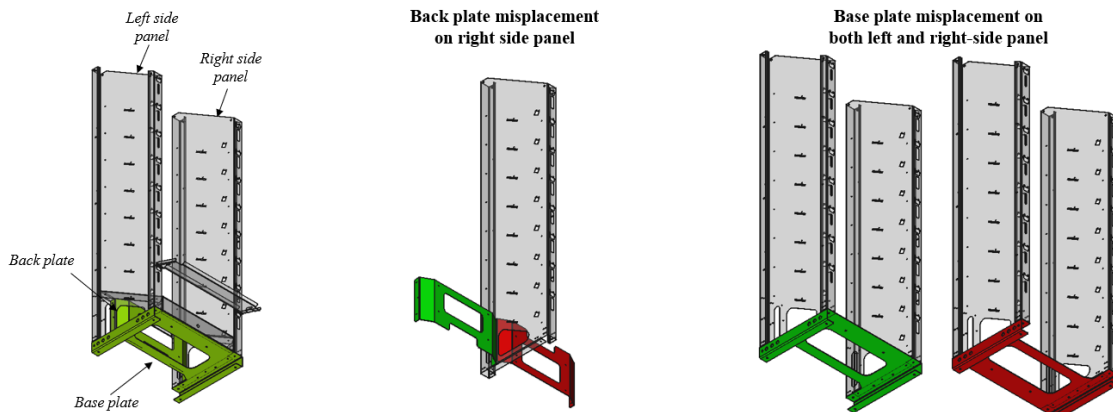 Left side
panel
Right side
panel
Back plate
Base plate
Back plate misplacement
on right side panel
Base plate misplacement on
both left and right-side panel